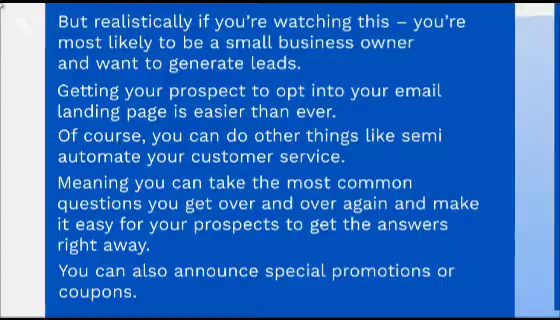 But realistically if you're watching this – you're
most likely to be a small business owner
and want to generate leads.
Getting your prospect to opt into your email
landing page is easier than ever.
Of course, you can do other things like semi
automate your customer service.
Meaning you can take the most common
questions you get over and over again and make
it easy for your prospects to get the answers
right away.
You can also announce special promotions or
coupons.